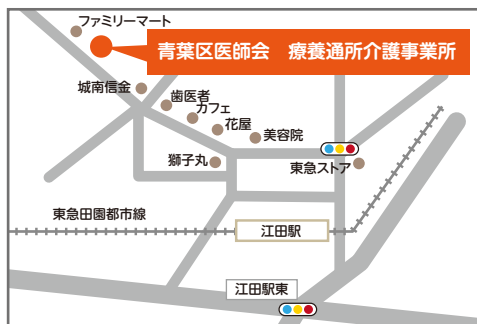 ファミリーマート
青葉区医師会　療養通所介護事業所
城南信金
歯医者
カフェ
花屋
美容院
獅子丸
東急ストア
東急田園都市線
江田駅
江田駅東